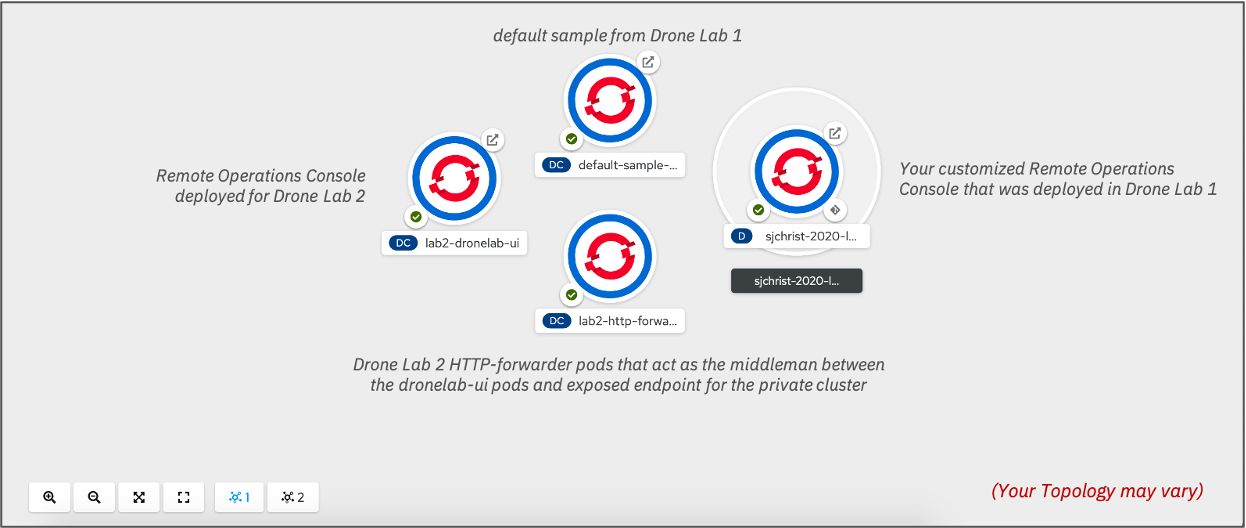 default sample from Drone Lab 1
DC default-sample-...
Remote Operations Console
deployed for Drone Lab 2
DC lab2-dronelab-ui
Your customized Remote Operations
Console that was deployed in Drone Lab 1
D sjchrist-2020-l...
sjchrist-2020-l...
DC lab2-http-forwa...
Drone Lab 2 HTTP-forwarder pods that act as the middleman between
the dronelab-ui pods and exposed endpoint for the private cluster
1
2
(Your Topology may vary)